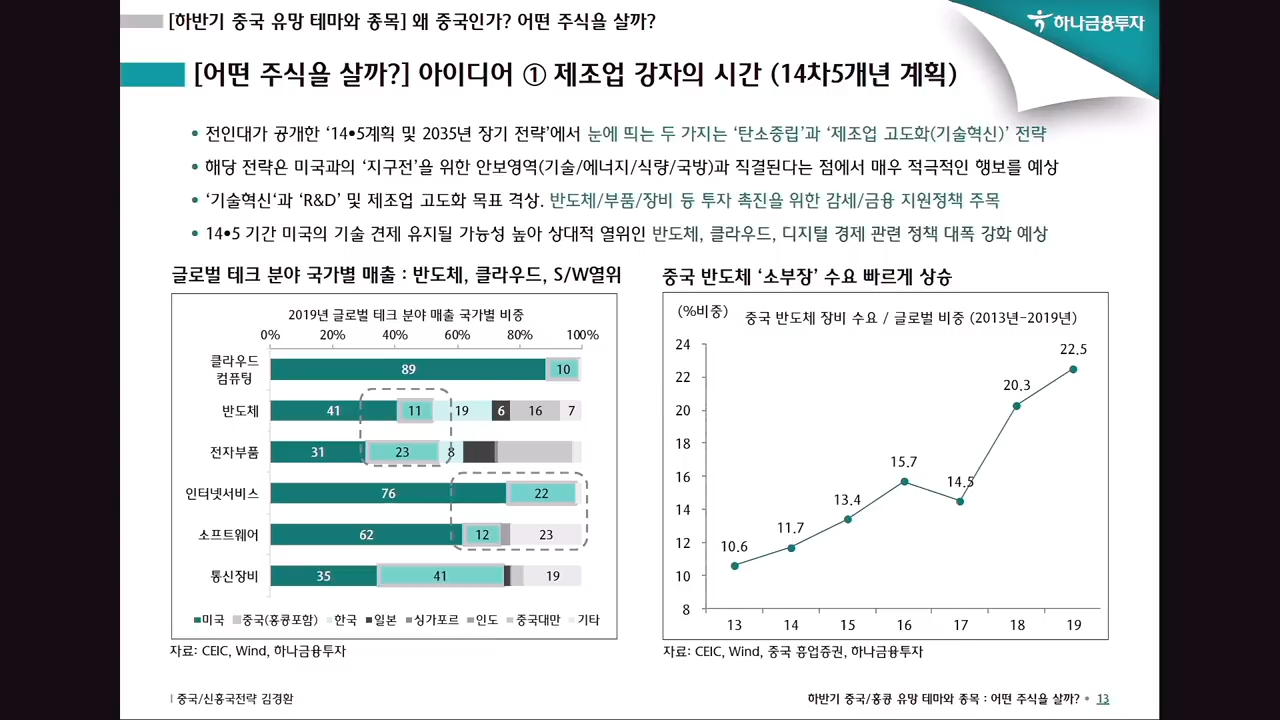 [하반기 중국 유망 테마와 종목] 왜 중국인가? 어떤 주식을 살까?
하나금융투자
[어떤 주식을 살까?] 아이디어 ① 제조업 강자의 시간 (14차5개년 계획)
• 전인대가 공개한 ‘14•5계획 및 2035년 장기 전략’에서 눈에 띄는 두 가지는 ‘탄소중립’과 ‘제조업 고도화(기술혁신)’ 전략
• 해당 전략은 미국과의 ‘지구전’을 위한 안보영역(기술/에너지/식량/국방)과 직결된다는 점에서 매우 적극적인 행보를 예상
• ‘기술혁신‘과 ‘R&D’ 및 제조업 고도화 목표 격상. 반도체/부품/장비 등 투자 촉진을 위한 감세/금융 지원정책 주목
• 14•5 기간 미국의 기술 견제 유지될 가능성 높아 상대적 열위인 반도체, 클라우드, 디지털 경제 관련 정책 대폭 강화 예상
글로벌 테크 분야 국가별 매출 : 반도체, 클라우드, S/W열위
2019년 글로벌 테크 분야 매출 국가별 비중
0% 20% 40% 60% 80% 100%
클라우드
컴퓨팅
89 10
반도체 41 11 19 6 16 7
전자부품 31 23 8
인터넷서비스 76 22
소프트웨어 62 12 23
통신장비 35 41 19
미국 중국(홍콩포함) 한국 일본 싱가포르 인도 중국대만 기타
자료: CEIC, Wind, 하나금융투자
중국 반도체 ‘소부장’ 수요 빠르게 상승
(%비중)
중국 반도체 장비 수요 / 글로벌 비중 (2013년-2019년)
24
22
20
18
16
14
12
10
8
10.6
11.7
13.4
15.7
14.5
20.3
22.5
13 14 15 16 17 18 19
자료: CEIC, Wind, 중국 흥업증권, 하나금융투자
중국/신흥국전략 김경환
하반기 중국/홍콩 유망 테마와 종목 : 어떤 주식을 살까? • 13